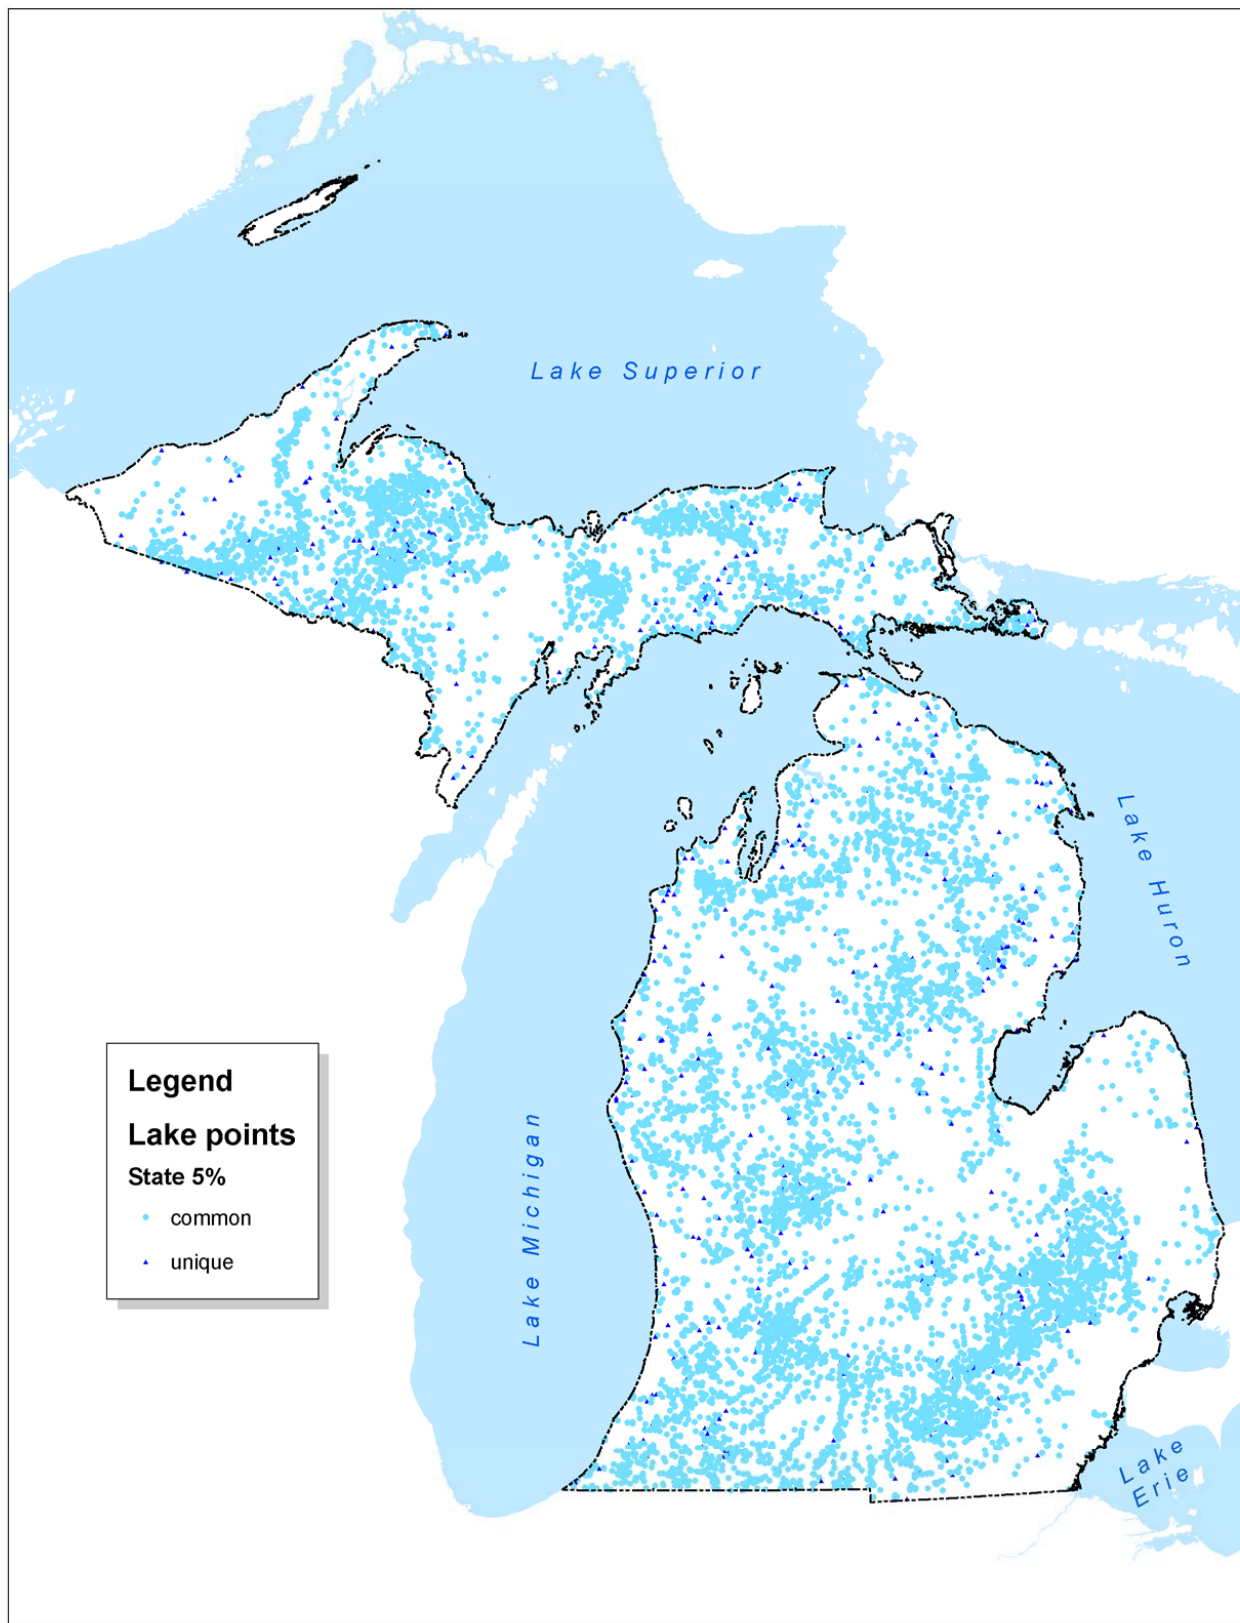 Lake Superior
Lake Huron
Legend
Lake points
State 5%
common
unique
Lake Michigan
Lake
Erie